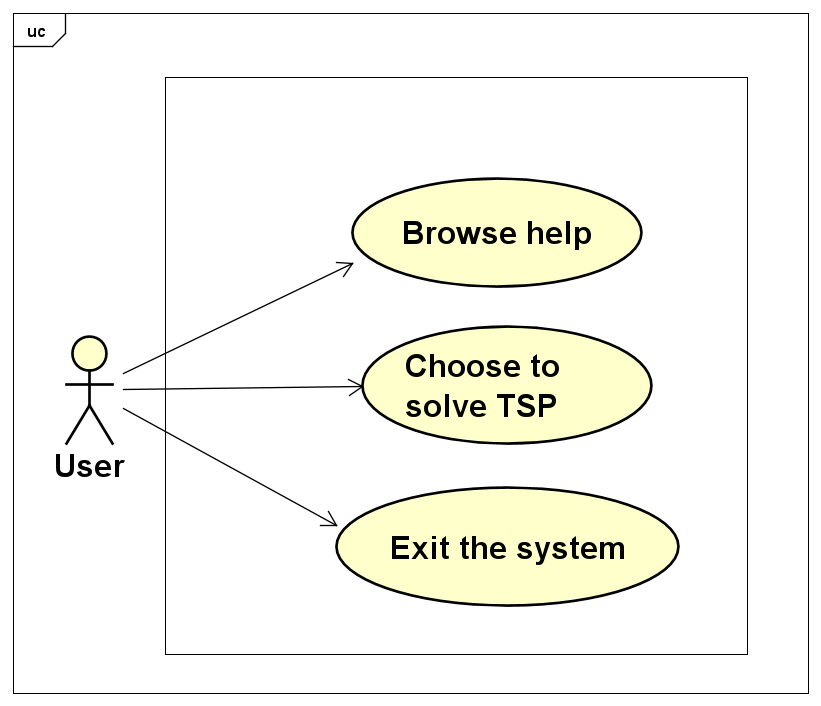 uc
Browse help
Choose to
solve TSP
User
Exit the system